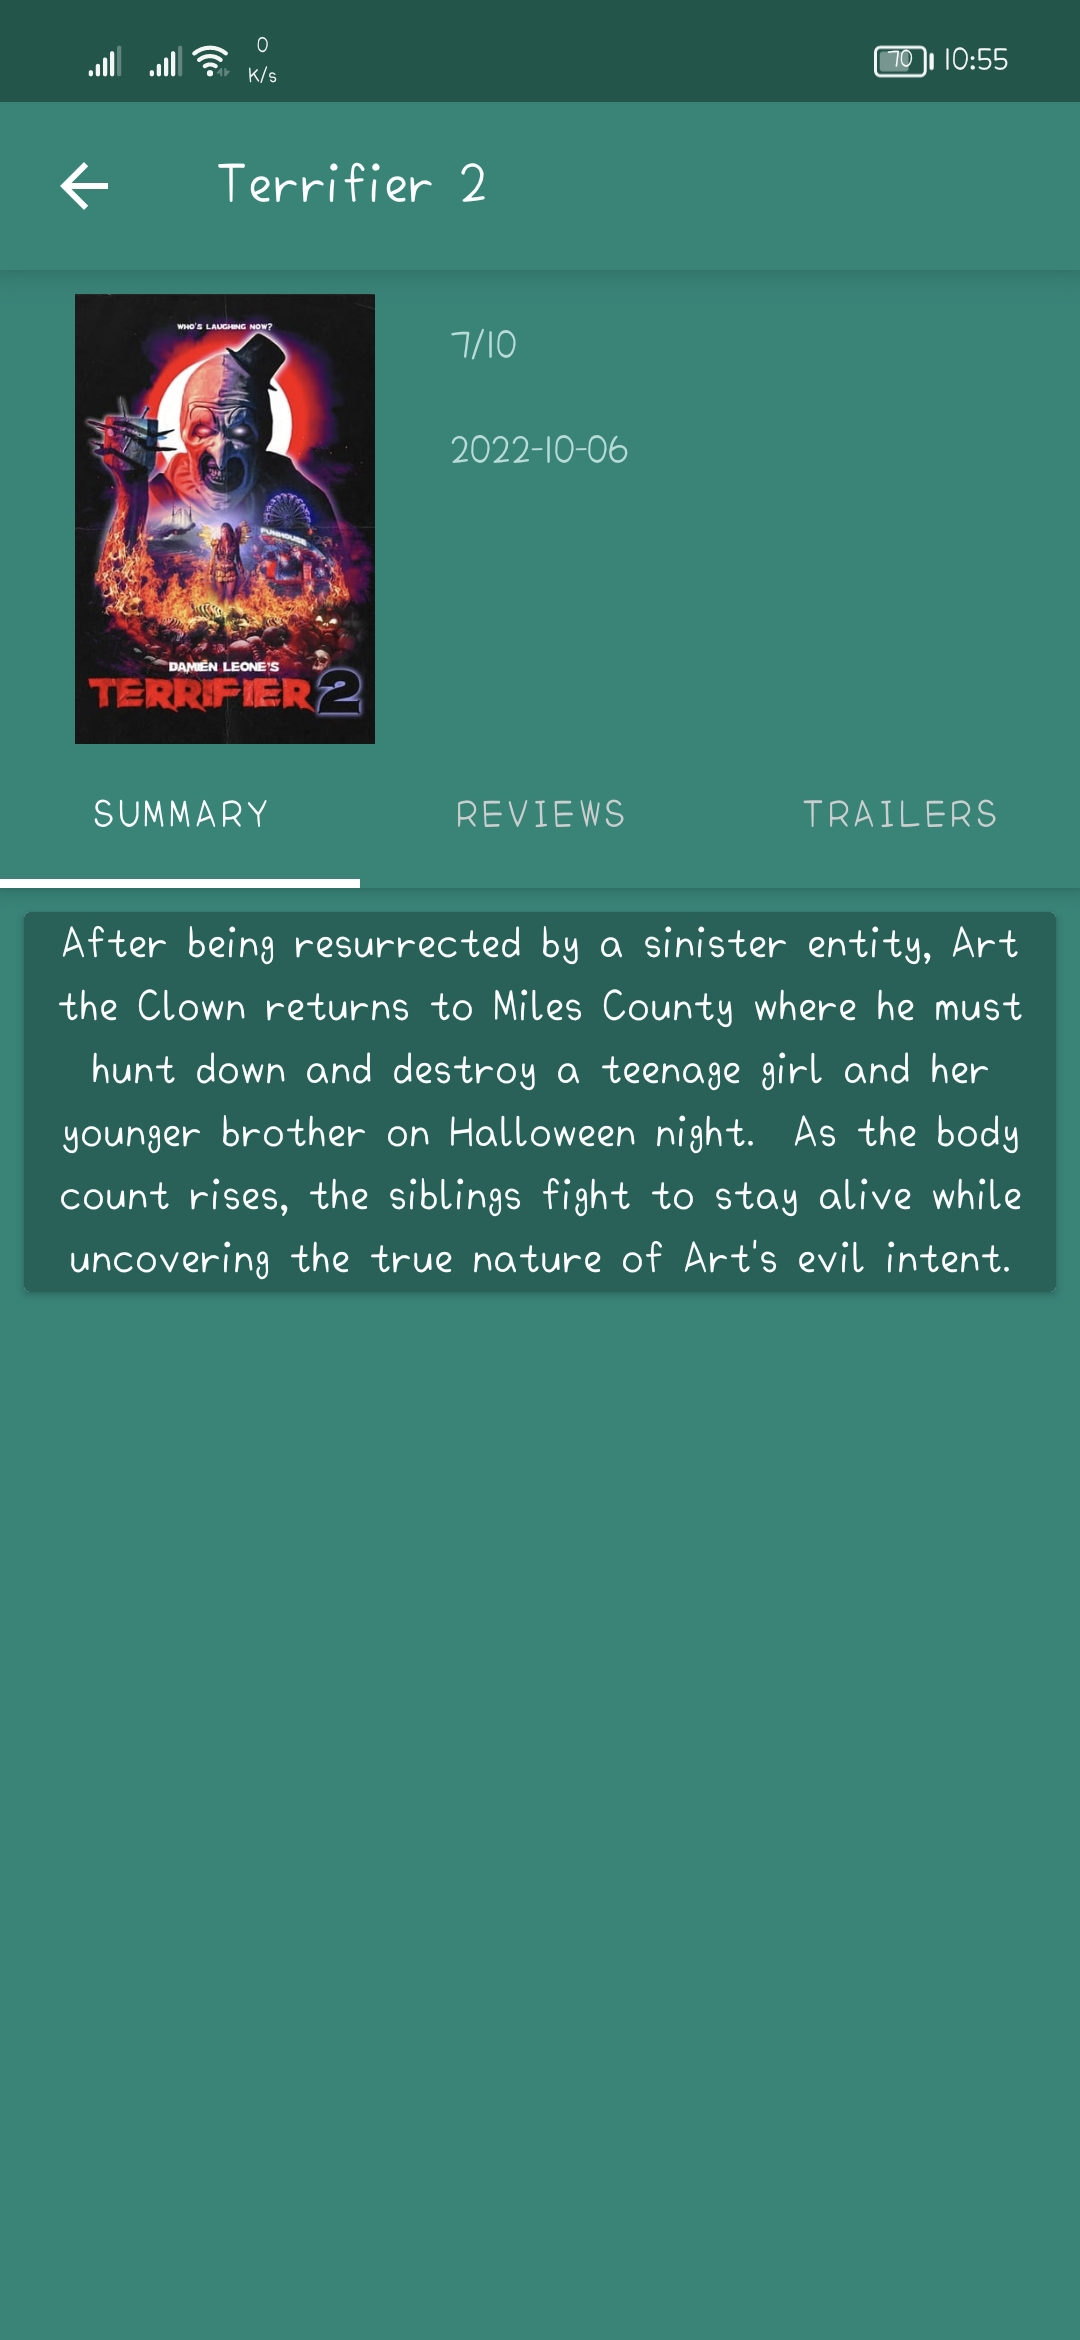 0
K/s
70
10:55
Terrifier 2
WHO'S LAUGHING NOW?
FUNHOUSE
DAMIEN LEONE'S
TERRIFIER 2
7/10
2022-10-06
SUMMARY
REVIEWS
TRAILERS
After being resurrected by a sinister entity, Art
the Clown returns to Miles County where he must
hunt down and destroy a teenage girl and her
younger brother on Halloween night.  As the body
count rises, the siblings fight to stay alive while
uncovering the true nature of Art's evil intent.